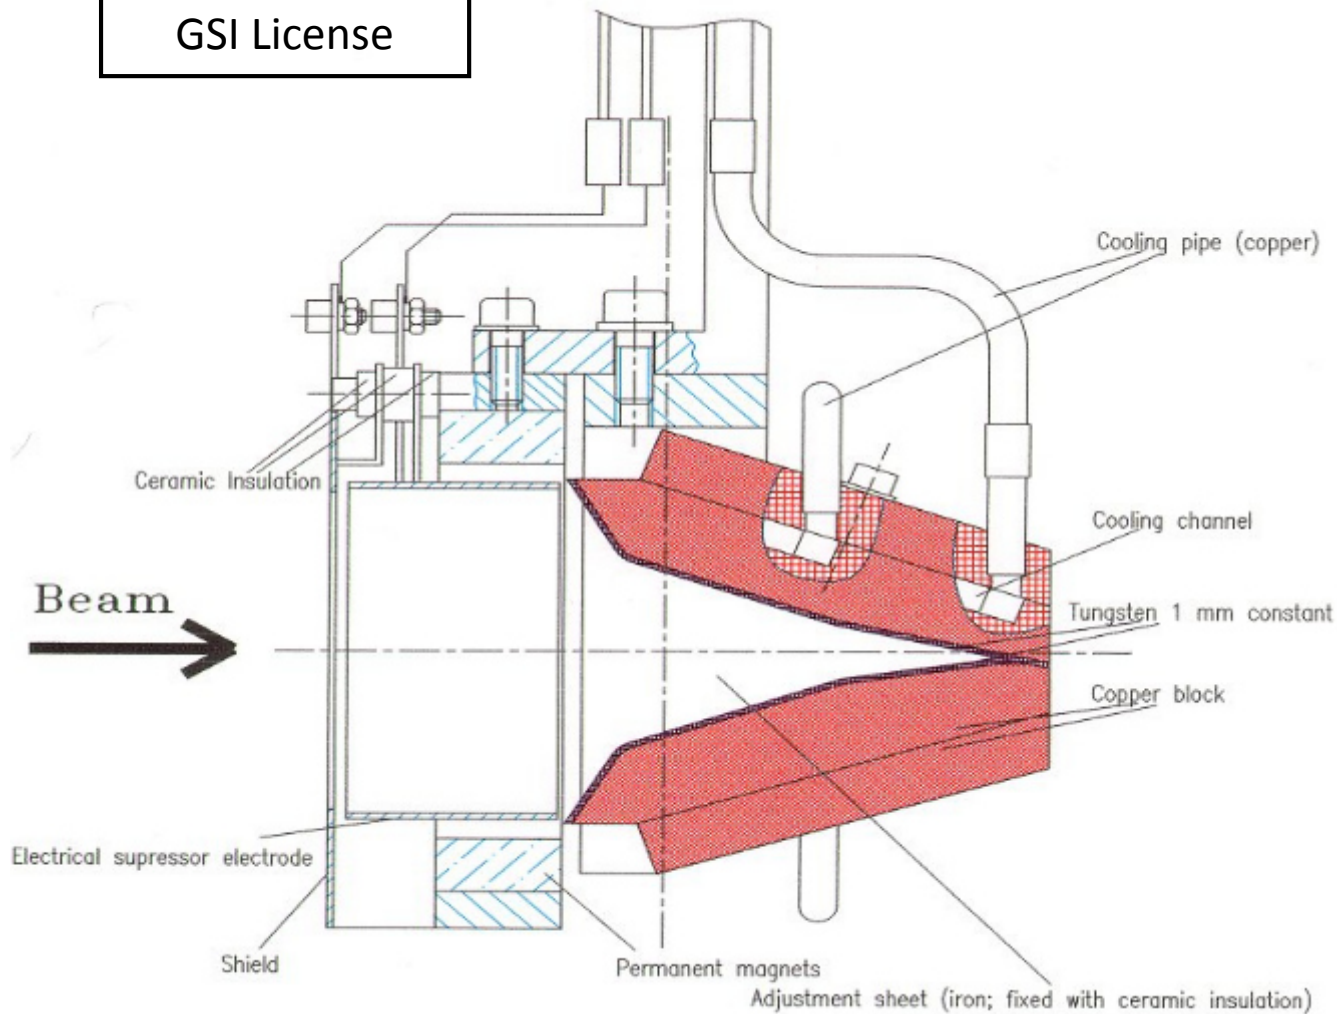 GSI License
Cooling pipe (copper)
Ceramic Insulation
Cooling channel
Beam
Tungsten 1 mm constant
Copper block
Electrical supressor electrode
Shield
Permanent magnets
Adjustment sheet (iron; fixed with ceramic insulation)